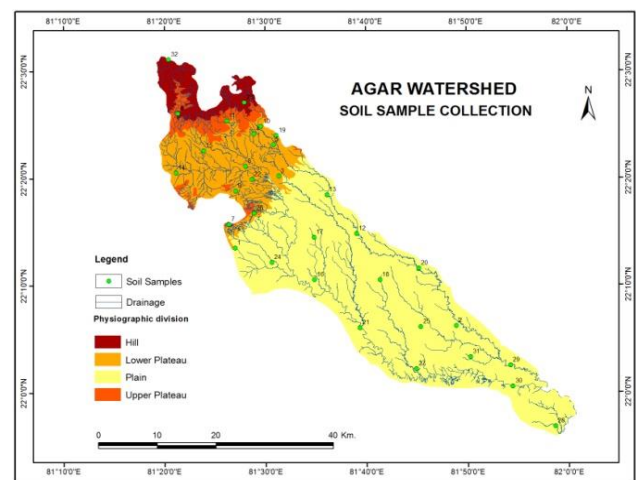 81°10'0"E 81°20'0"E 81°30'0"E 81°40'0"E 81°50'0"E 82°0'0"E
32
22°30'0"N 22°30'0"N
AGAR WATERSHED
SOIL SAMPLE COLLECTION
N
19
22°20'0"N 22°20'0"N
13
7
12
17
1
24
20
Legend
Soil Samples
Drainage
Physiographic division
Hill
Lower Plateau
Plain
Upper Plateau
22°10'0"N 22°10'0"N
18
21
25
2
31
29
30
22°0'0"N 22°0'0"N
0 10 20 40 Km.
81°10'0"E 81°20'0"E 81°30'0"E 81°40'0"E 81°50'0"E 82°0'0"E